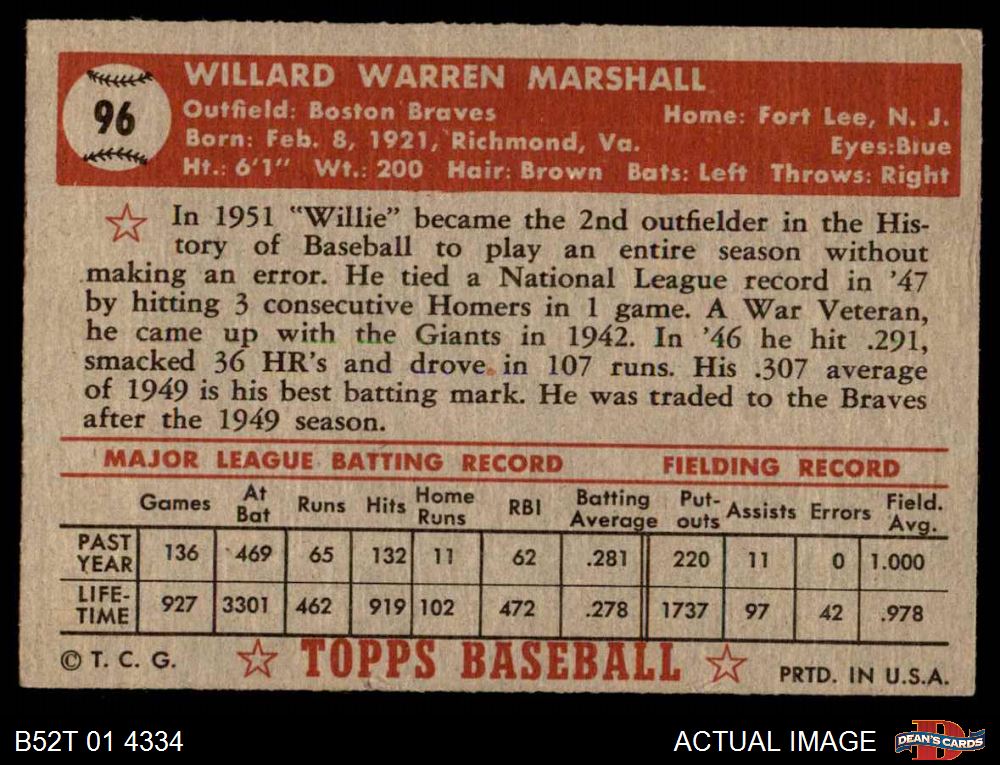 96
WILLARD WARREN MARSHALL
Outfield: Boston Braves Home: Fort Lee, N. J.
Born: Feb. 8, 1921, Richmond, Va. Eyes:Blue
Ht.: 6'1" Wt.: 200 Hair: Brown Bats: Left Throws: Right
In 1951 "Willie" became the 2nd outfielder in the His-
tory of Baseball to play an entire season without
making an error. He tied a National League record in '47
by hitting 3 consecutive Homers in 1 game. A War Veteran,
he came up with the Giants in 1942. In '46 he hit .291,
smacked 36 HR's and drove in 107 runs. His .307 average
of 1949 is his best batting mark. He was traded to the Braves
after the 1949 season.
MAJOR LEAGUE BATTING RECORD FIELDING RECORD
Games At Bat Runs Hits Home Runs RBI Batting Average Put-outs Assists Errors Field. Avg.
PAST YEAR 136 469 65 132 11 62 .281 220 11 0 1.000
LIFE-TIME 927 3301 462 919 102 472 .278 1737 97 42 .978
© T. C. G. TOPPS BASEBALL PRTD. IN U.S.A.
B52T 01 4334 ACTUAL IMAGE DEAN'S CARDS